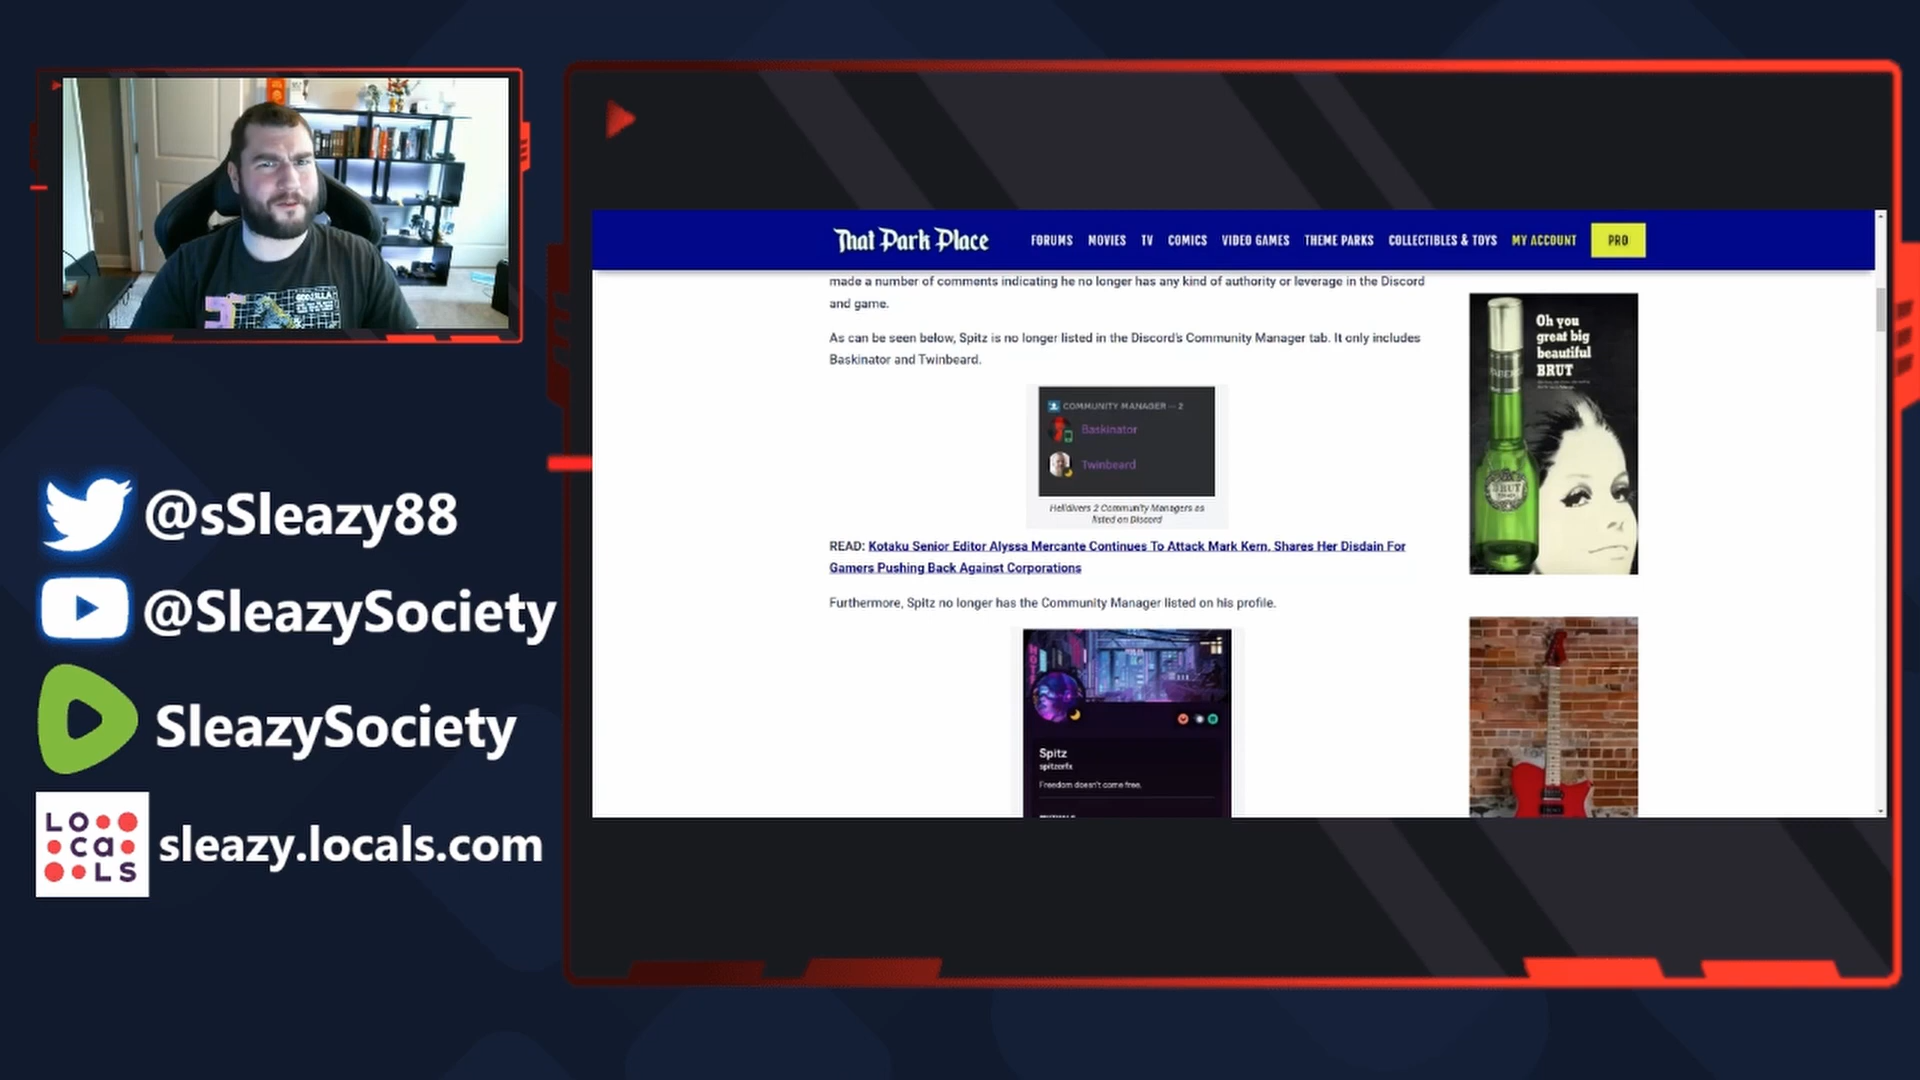 @sSleazy88
@SleazySociety
SleazySociety
LOcaLS
sleazy.locals.com
That Park Place
FORUMS MOVIES TV COMICS VIDEO GAMES THEME PARKS COLLECTIBLES & TOYS MY ACCOUNT PRO
made a number of comments indicating he no longer has any kind of authority or leverage in the Discord
and game.
As can be seen below, Spitz is no longer listed in the Discord's Community Manager tab. It only includes
Baskinator and Twinbeard.
COMMUNITY MANAGER — 2
Baskinator
Twinbeard
Helldivers 2 Community Managers as
listed on Discord
READ: Kotaku Senior Editor Alyssa Mercante Continues To Attack Mark Kern, Shares Her Disdain For
Gamers Pushing Back Against Corporations
Furthermore, Spitz no longer has the Community Manager listed on his profile.
Spitz
spitzerfx
Freedom doesn't come free.
Oh you
great big
beautiful
BRUT
BRUT
GODZILLA